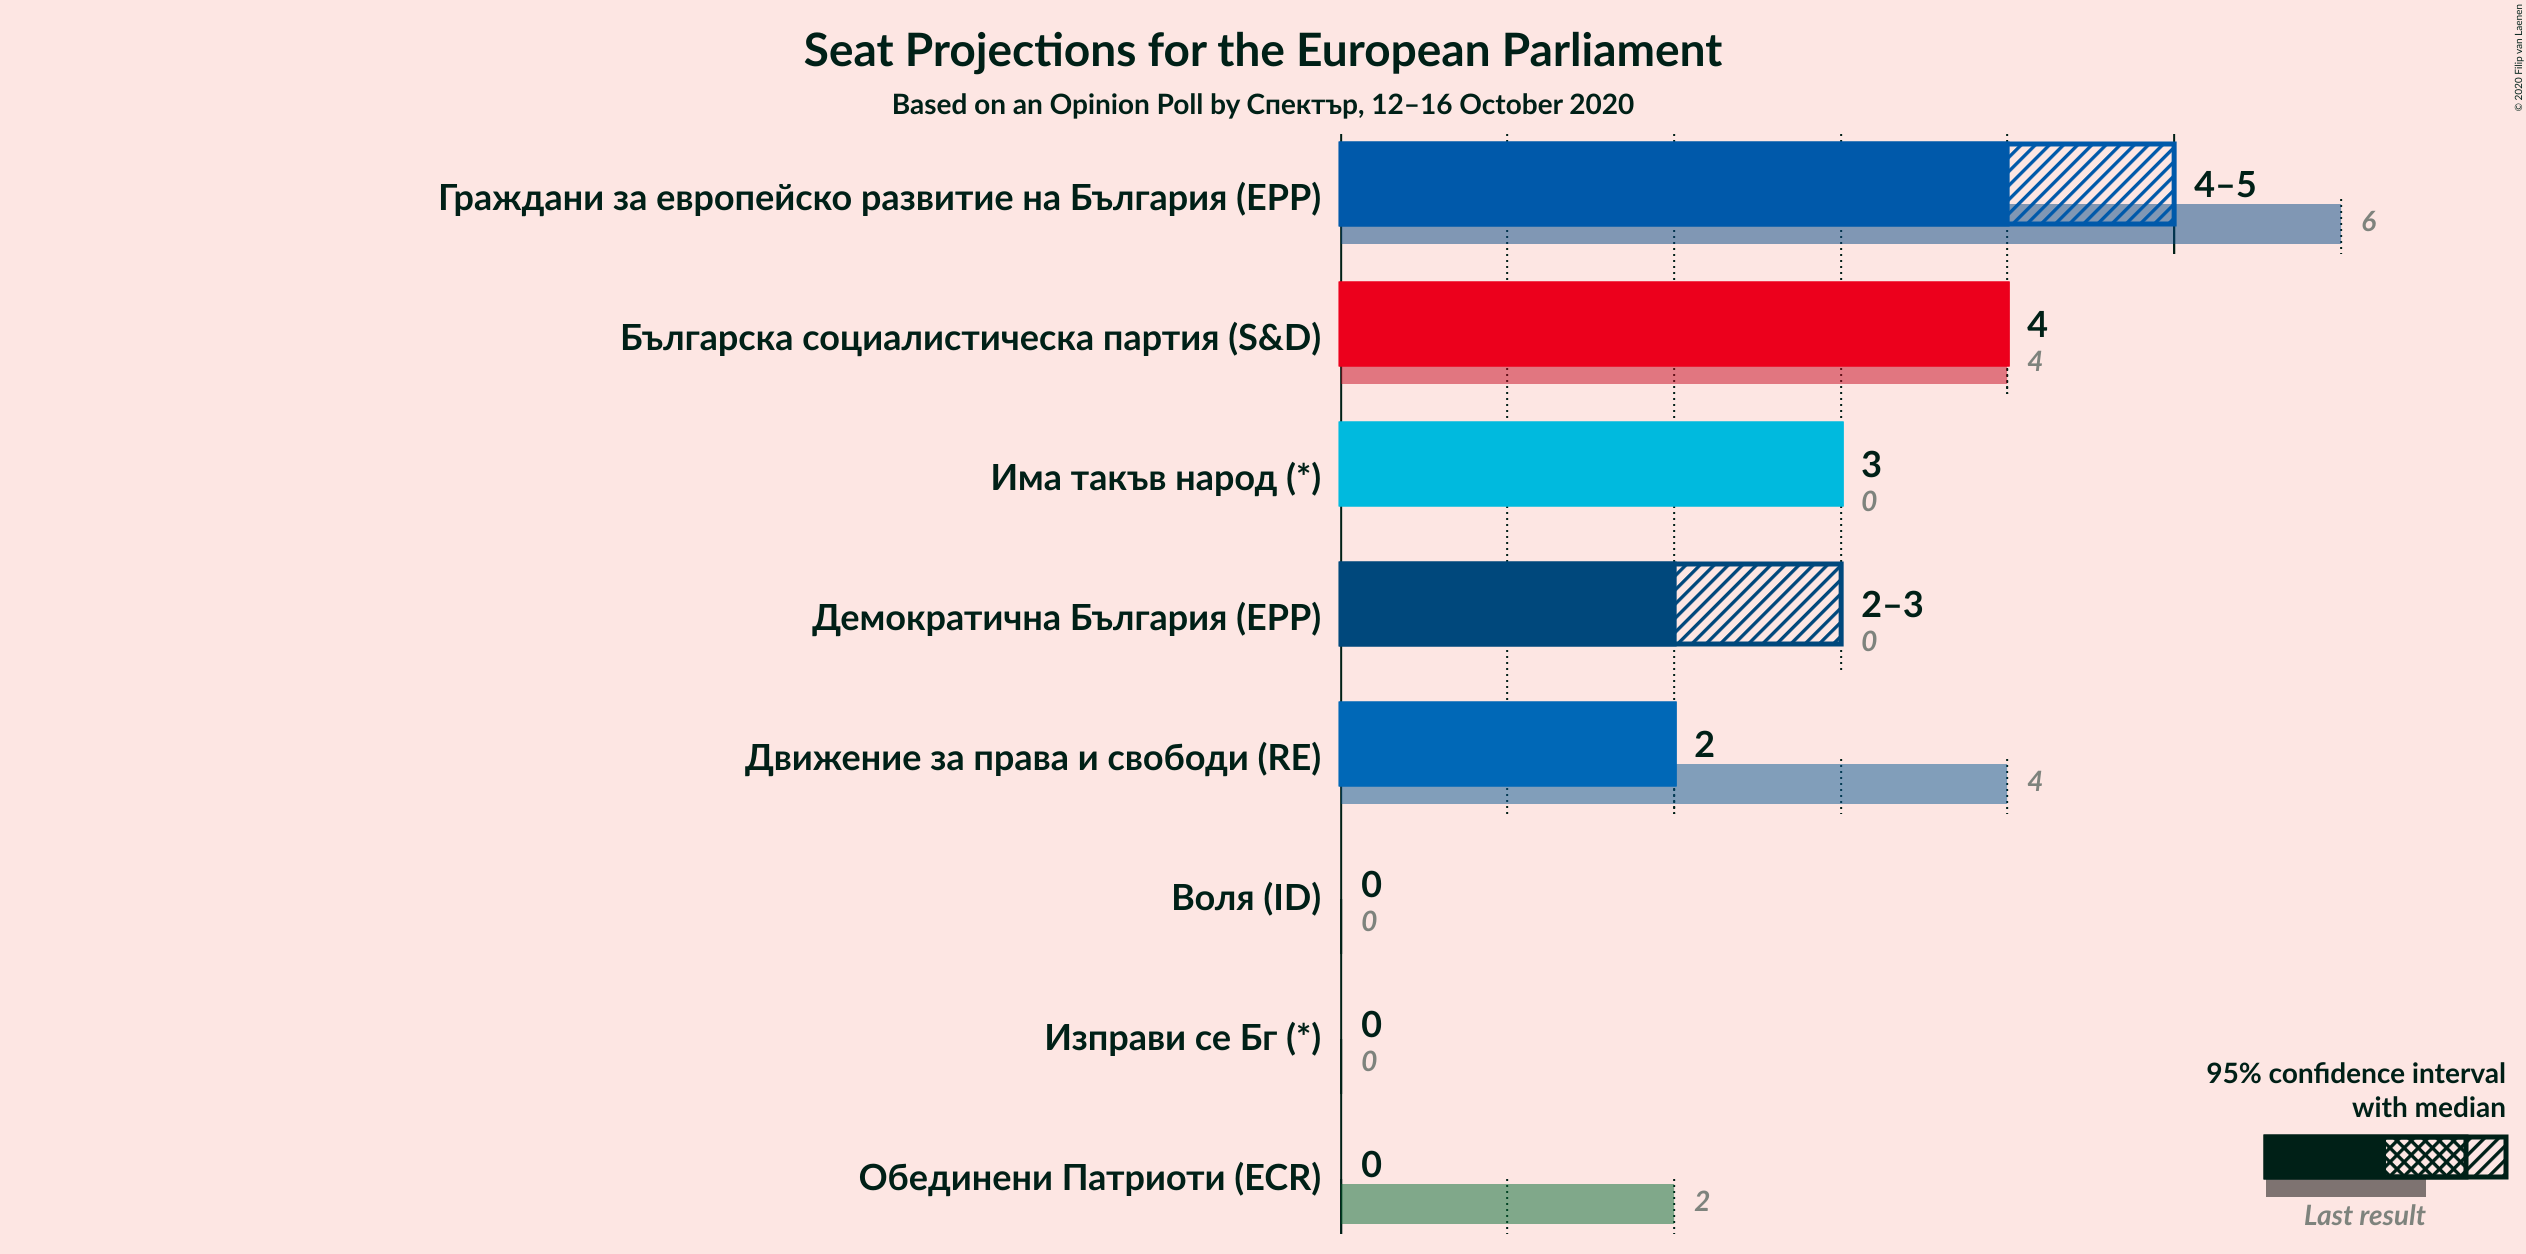 Seat Projections for the European Parliament
Based on an Opinion Poll by Спектър, 12–16 October 2020
© 2020 Filip van Laenen
Граждани за европейско развитие на България (EPP)
4–5
6
Българска социалистическа партия (S&D)
4
4
Има такъв народ (*)
3
0
Демократична България (EPP)
2–3
0
Движение за права и свободи (RE)
2
4
Воля (ID)
0
0
Изправи се Бг (*)
0
0
Обединени Патриоти (ECR)
0
2
95% confidence interval
with median
Last result